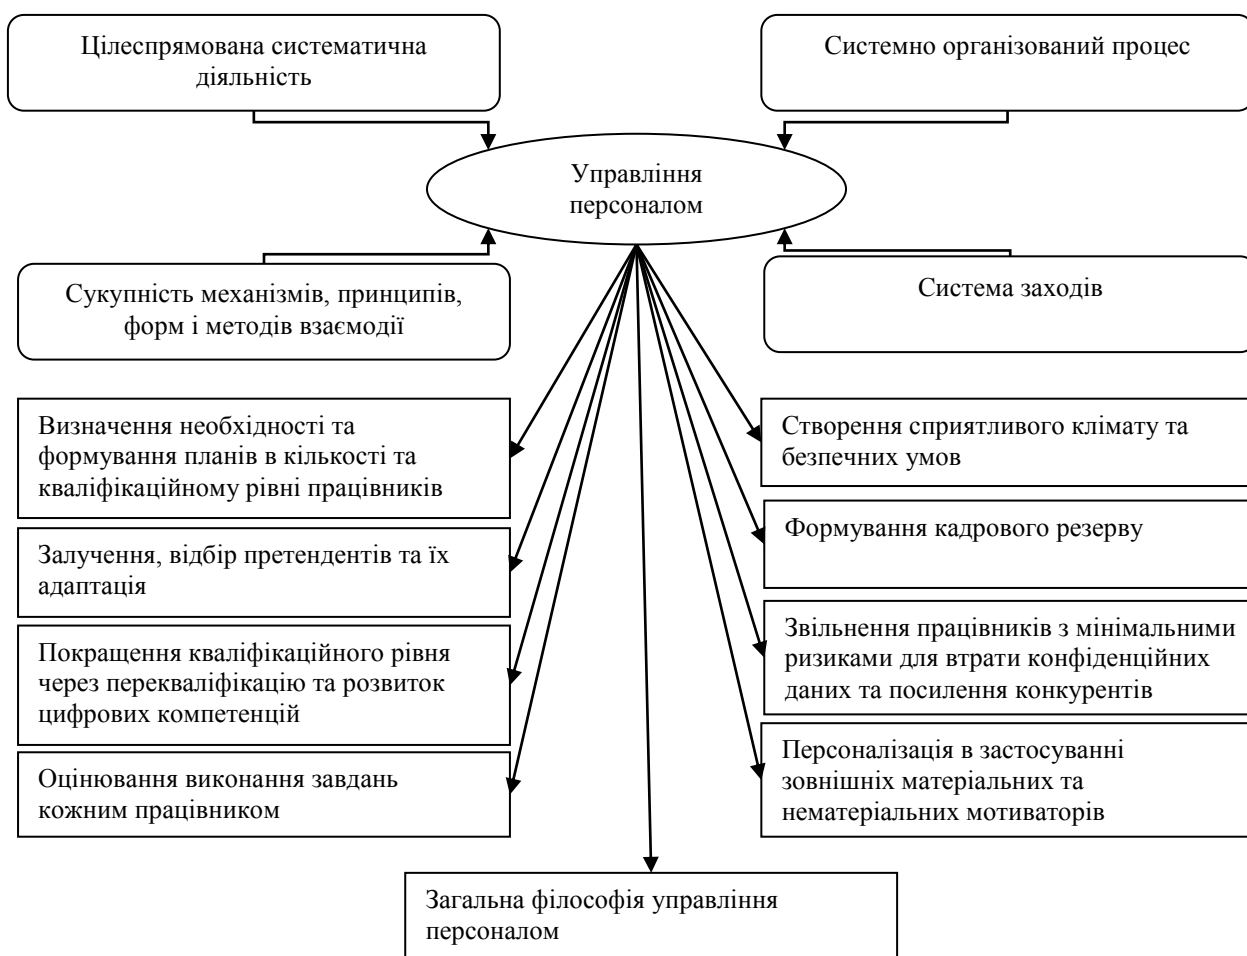 Цілеспрямована систематична
діяльність
Системно організований процес
Управління
персоналом
Сукупність механізмів, принципів,
форм і методів взаємодії
Система заходів
Визначення необхідності та
формування планів в кількості та
кваліфікаційному рівні працівників
Залучення, відбір претендентів та їх
адаптація
Покращення кваліфікаційного рівня
через перекваліфікацію та розвиток
цифрових компетенцій
Оцінювання виконання завдань
кожним працівником
Створення сприятливого клімату та
безпечних умов
Формування кадрового резерву
Звільнення працівників з мінімальними
ризиками для втрати конфіденційних
даних та посилення конкурентів
Персоналізація в застосуванні
зовнішніх матеріальних та
нематеріальних мотиваторів
Загальна філософія управління
персоналом